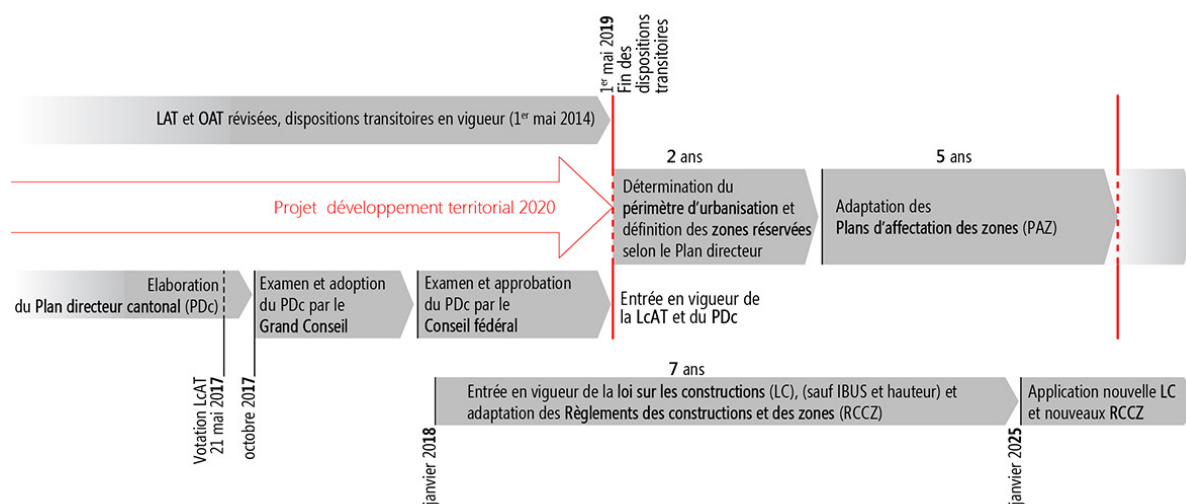 1er mai 2019
Fin des
dispositions
transitoires
LAT et OAT révisées, dispositions transitoires en vigueur (1er mai 2014)
2 ans
5 ans
Projet développement territorial 2020
Détermination du
périmètre d'urbanisation et
définition des zones réservées
selon le Plan directeur
Adaptation des
Plans d'affectation des zones (PAZ)
Elaboration
du Plan directeur cantonal (PDc)
Examen et adoption
du PDc par le
Grand Conseil
Examen et approbation
du PDc par le
Conseil fédéral
Entrée en vigueur de
la LcAT et du PDc
Votation LcAT
21 mai 2017
octobre 2017
7 ans
janvier 2018
Entrée en vigueur de la loi sur les constructions (LC), (sauf IBUS et hauteur) et
adaptation des Règlements des constructions et des zones (RCCZ)
janvier 2025
Application nouvelle LC
et nouveaux RCCZ